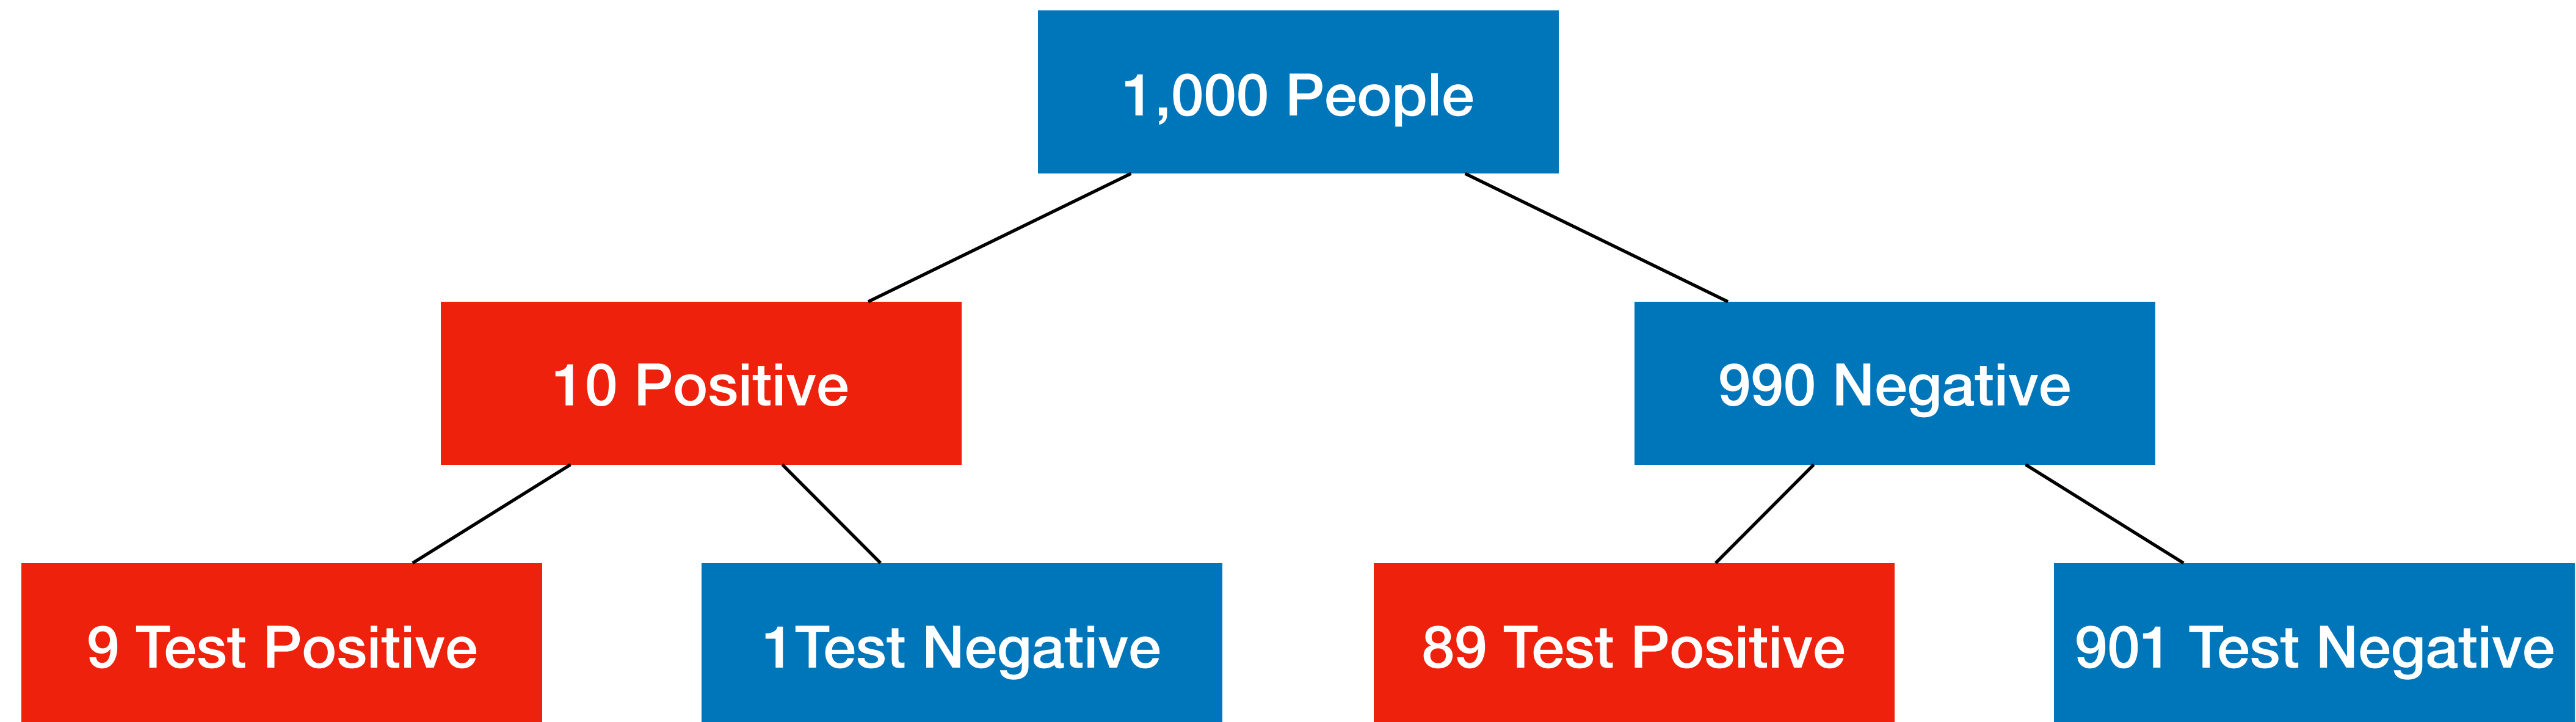 1,000 People
10 Positive
990 Negative
9 Test Positive
1Test Negative
89 Test Positive
901 Test Negative